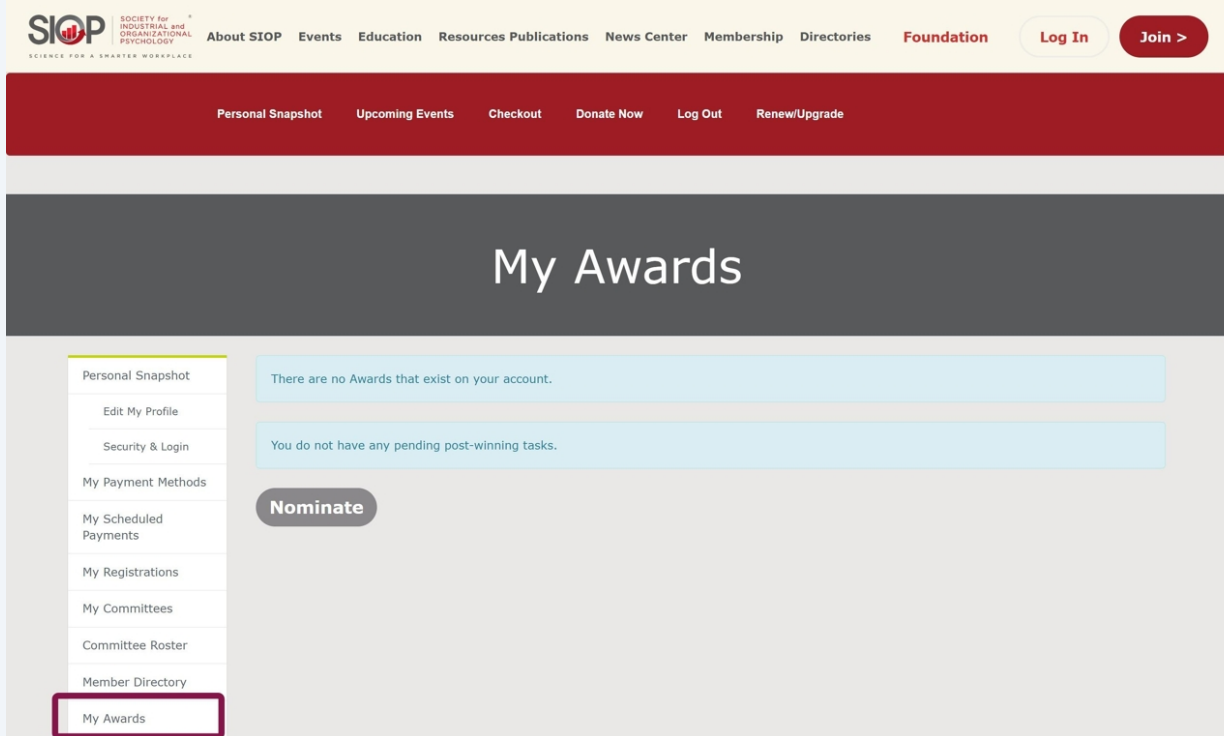 SIOP
SOCIETY for
INDUSTRIAL and
ORGANIZATIONAL
PSYCHOLOGY
®
SCIENCE FOR A SMARTER WORKPLACE
About SIOP Events Education Resources Publications News Center Membership Directories Foundation Log In Join >
Personal Snapshot Upcoming Events Checkout Donate Now Log Out Renew/Upgrade
My Awards
Personal Snapshot
Edit My Profile
Security & Login
My Payment Methods
My Scheduled
Payments
My Registrations
My Committees
Committee Roster
Member Directory
My Awards
There are no Awards that exist on your account.
You do not have any pending post-winning tasks.
Nominate